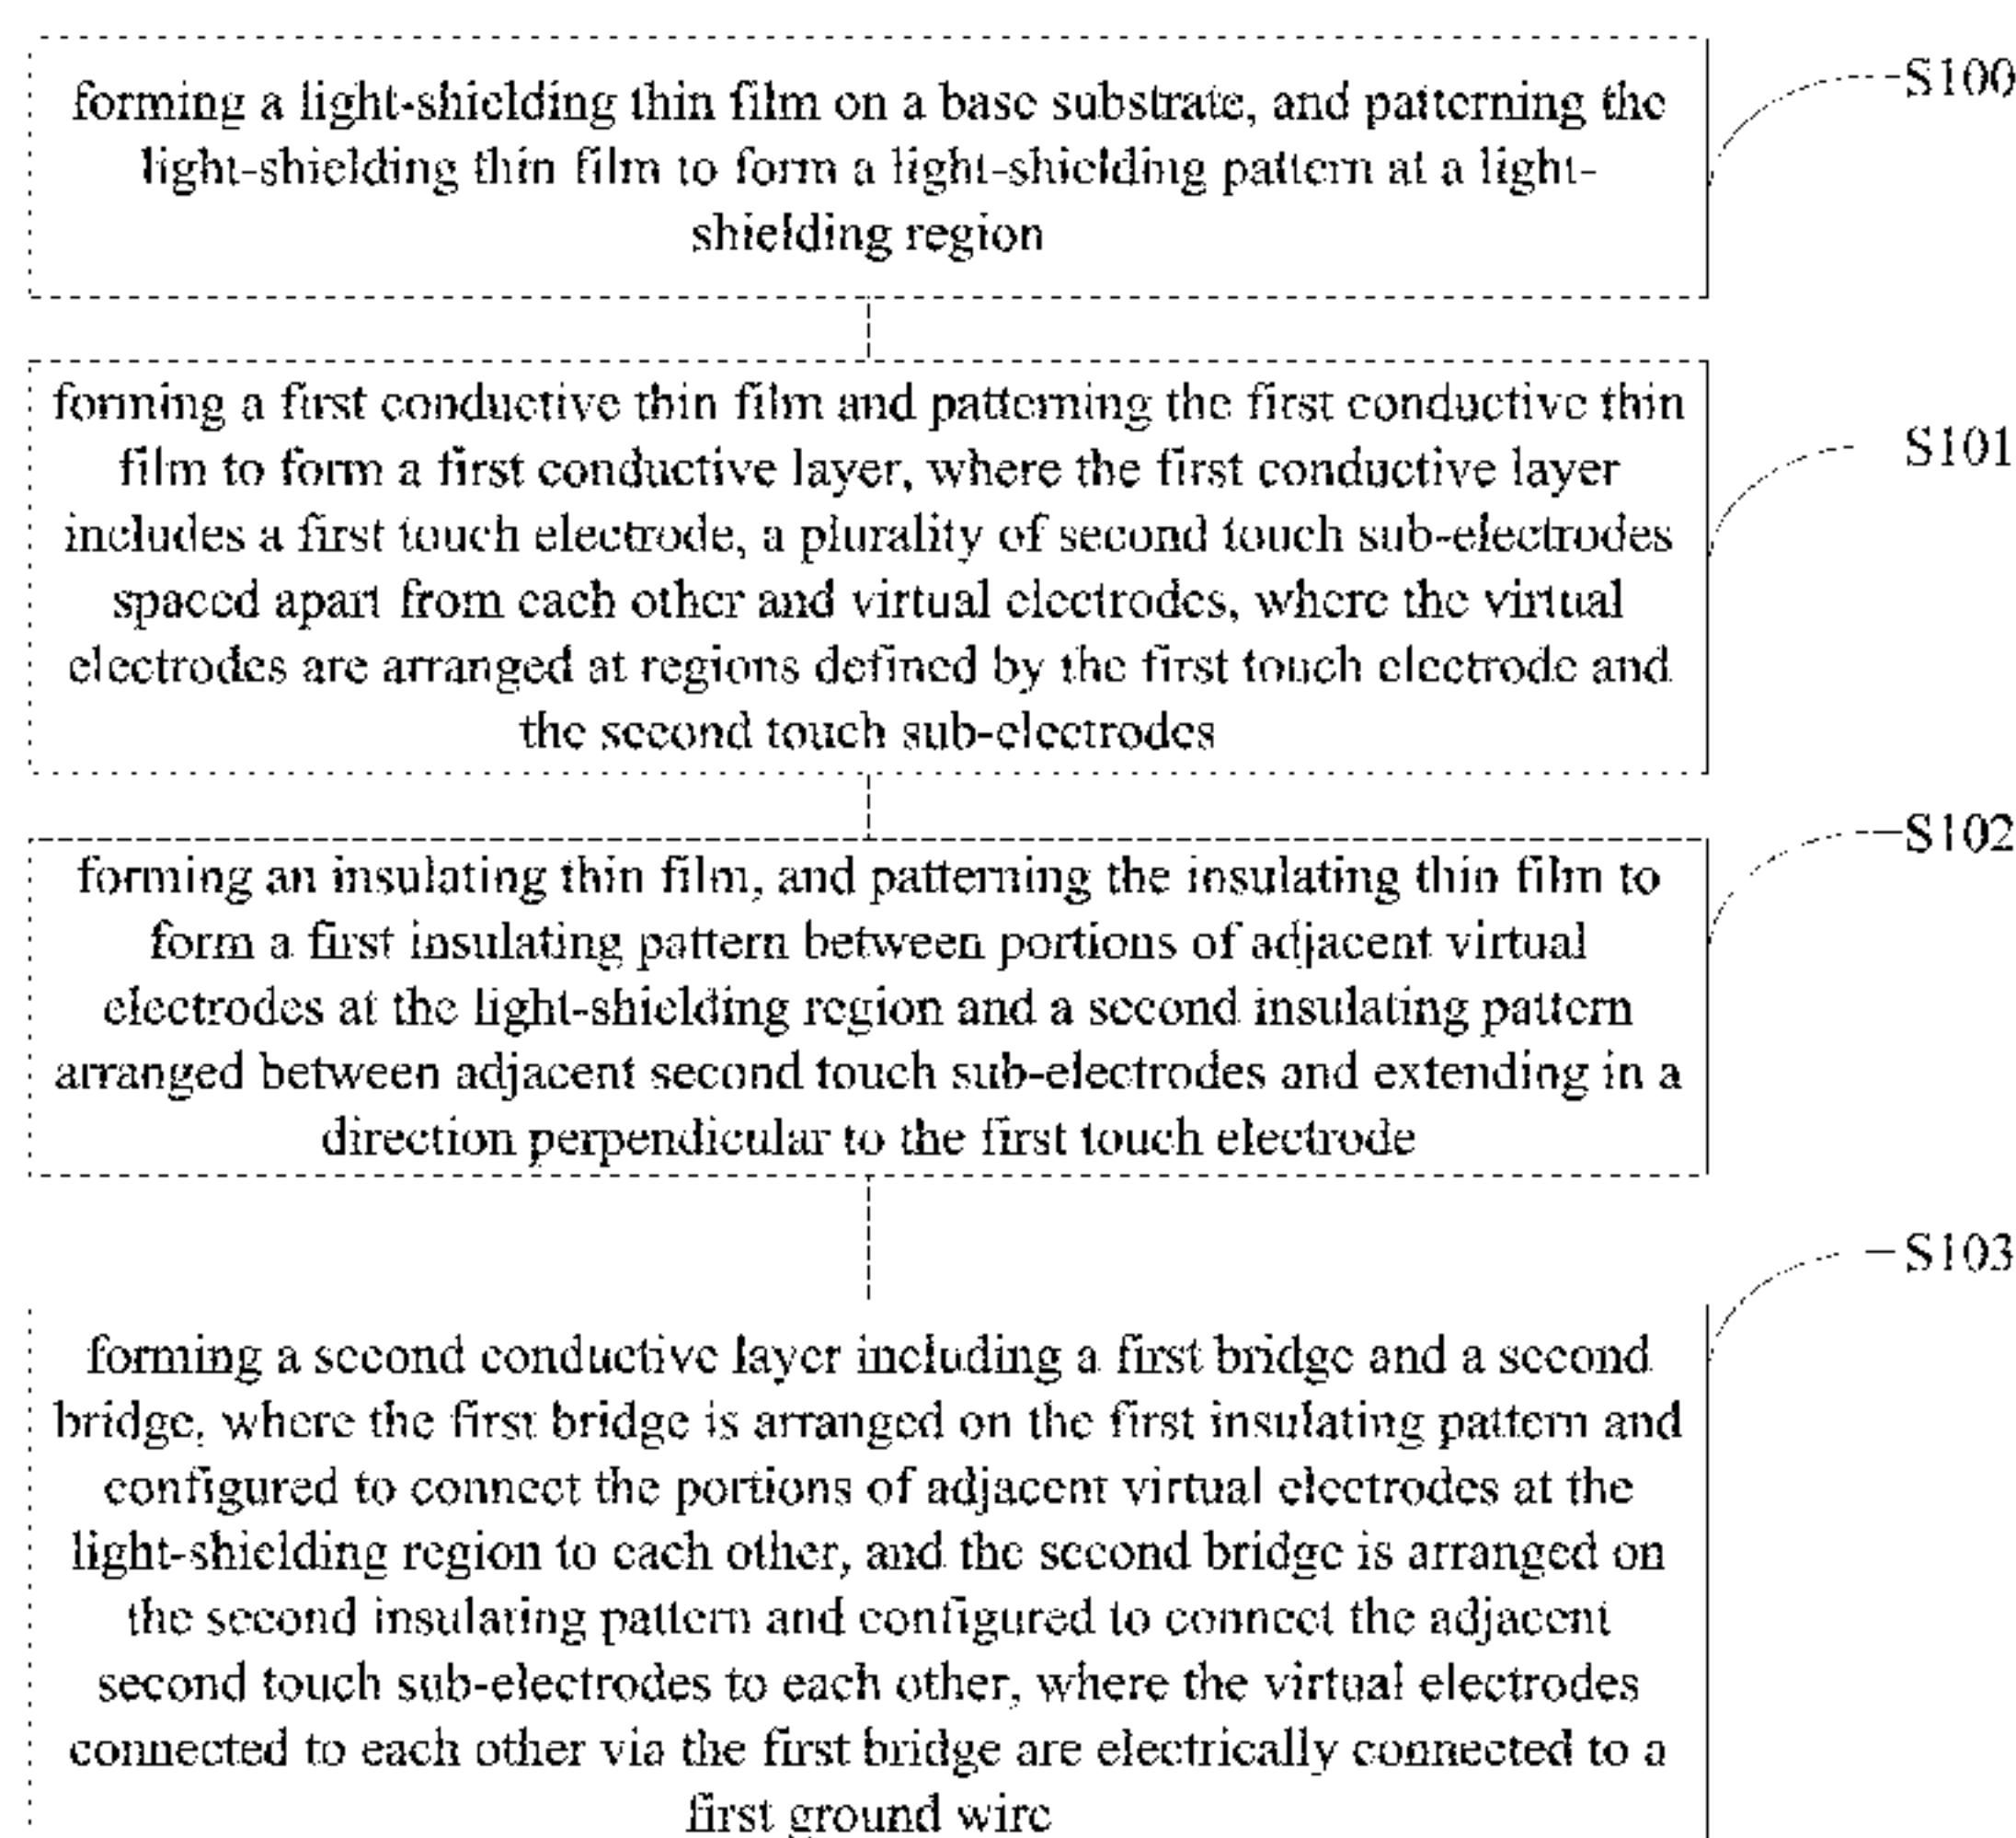 forming a light-shielding thin film on a base substrate, and patterning the
light-shielding thin film to form a light-shielding pattern at a light-
shielding region
S100
forming a first conductive thin film and patterning the first conductive thin
film to form a first conductive layer, where the first conductive layer
includes a first touch electrode, a plurality of second touch sub-electrodes
spaced apart from each other and virtual electrodes, where the virtual
electrodes are arranged at regions defined by the first touch electrode and
the second touch sub-electrodes
S101
forming an insulating thin film, and patterning the insulating thin film to
form a first insulating pattern between portions of adjacent virtual
electrodes at the light-shielding region and a second insulating pattern
arranged between adjacent second touch sub-electrodes and extending in a
direction perpendicular to the first touch electrode
S102
forming a second conductive layer including a first bridge and a second
bridge, where the first bridge is arranged on the first insulating pattern and
configured to connect the portions of adjacent virtual electrodes at the
light-shielding region to each other, and the second bridge is arranged on
the second insulating pattern and configured to connect the adjacent
second touch sub-electrodes to each other, where the virtual electrodes
connected to each other via the first bridge are electrically connected to a
first ground wire
S103